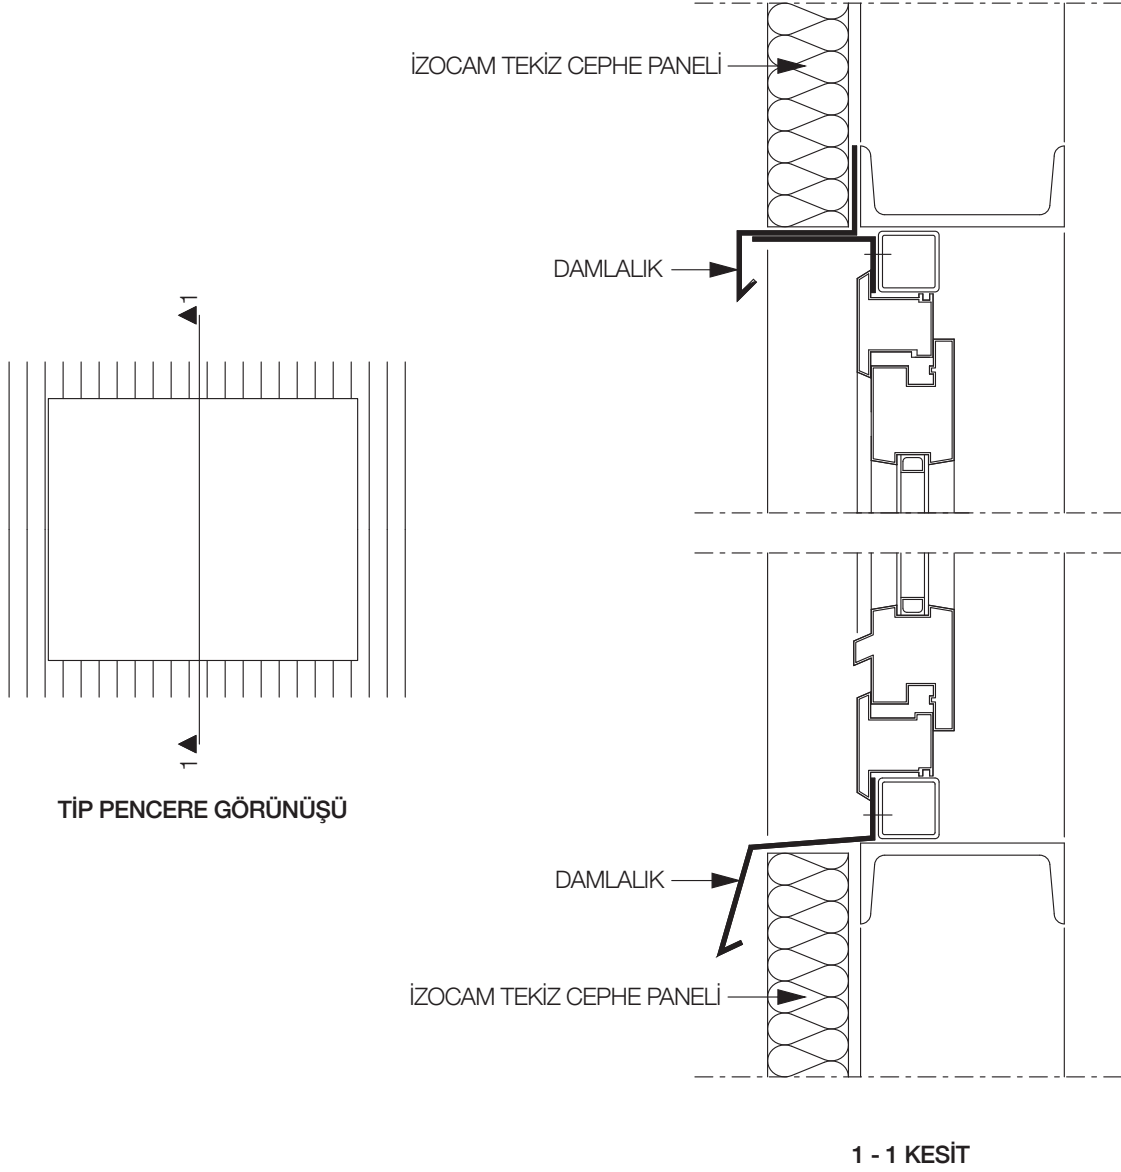 İZOCAM TEKİZ CEPHE PANELİ
DAMLALIK
1
1
TİP PENCERE GÖRÜNÜŞÜ
DAMLALIK
İZOCAM TEKİZ CEPHE PANELİ
1 - 1 KESİT